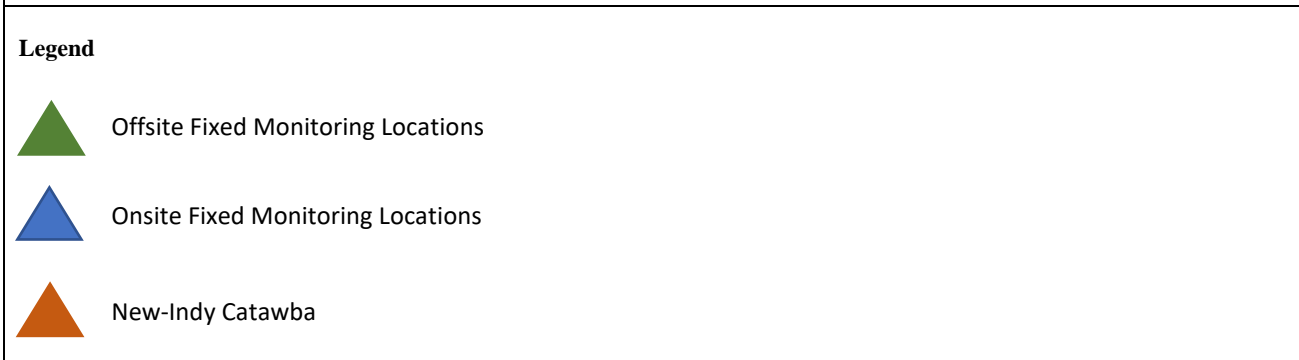 Legend
Offsite Fixed Monitoring Locations
Onsite Fixed Monitoring Locations
New-Indy Catawba